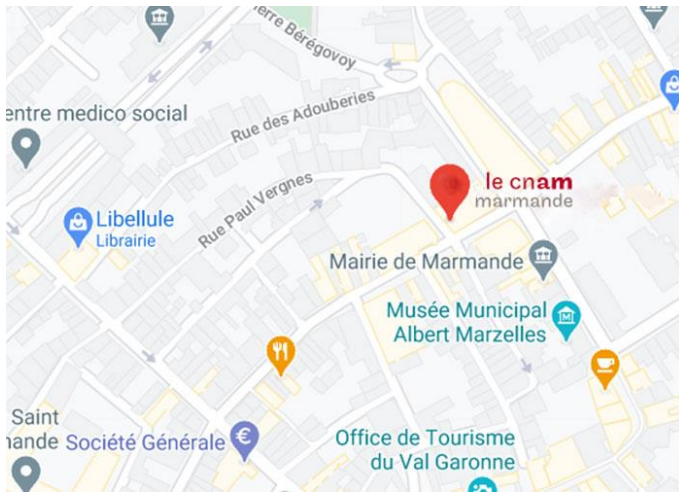 Pierre Bérégovoy
entre medico social
Rue des Adouberies
le cnam
marmande
Rue Paul Vergnes
Libellule
Librairie
Mairie de Marmande
Musée Municipal
Albert Marzelles
M
Saint
mande
Société Générale
€
Office de Tourisme
du Val Garonne